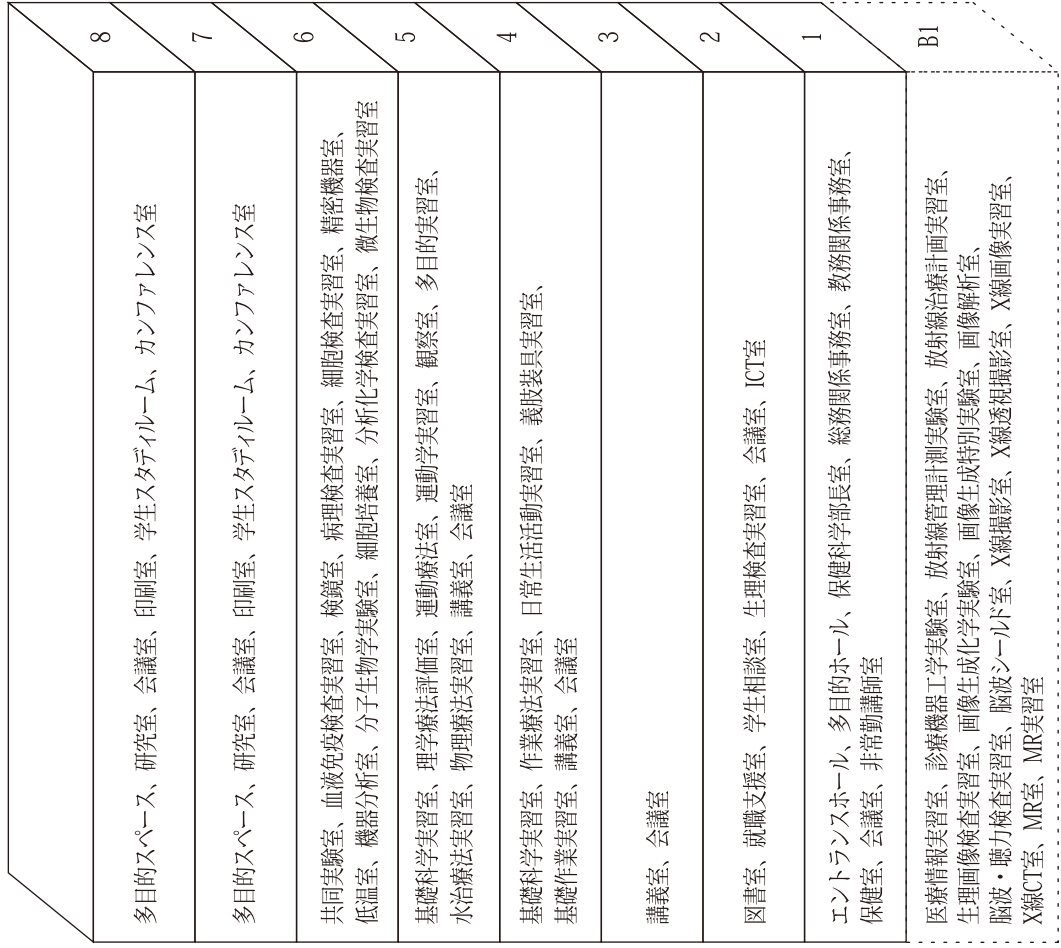 8
多目的スペース、研究室、会議室、印刷室、学生スタディルーム、カンファレンス室
7
多目的スペース、研究室、会議室、印刷室、学生スタディルーム、カンファレンス室
6
共同実験室、血液免疫検査実習室、検鏡室、病理検査実習室、細胞検査実習室、精密機器室、
低温室、機器分析室、分子生物学実験室、細胞培養室、分析化学検査実習室、微生物検査実習室
5
基礎科学実習室、理学療法評価室、運動療法室、運動学実習室、観察室、多目的実習室、
水治療法実習室、物理療法実習室、講義室、会議室
4
基礎科学実習室、作業療法実習室、日常生活活動実習室、義肢装具実習室、
基礎作業実習室、講義室、会議室
3
講義室、会議室
2
図書室、就職支援室、学生相談室、生理検査実習室、会議室、ICT室
1
エントランスホール、多目的ホール、保健科学部長室、総務関係事務室、教務関係事務室、
保健室、会議室、非常勤講師室
B1
医療情報実習室、診療機器工学実験室、放射線管理計測実験室、放射線治療計画実習室、
生理画像検査実習室、画像生成化学実験室、画像生成特別実験室、画像解析室、
脳波・聴力検査実習室、脳波シールド室、X線撮影室、X線透視撮影室、X線画像実習室、
X線CT室、MR室、MR実習室